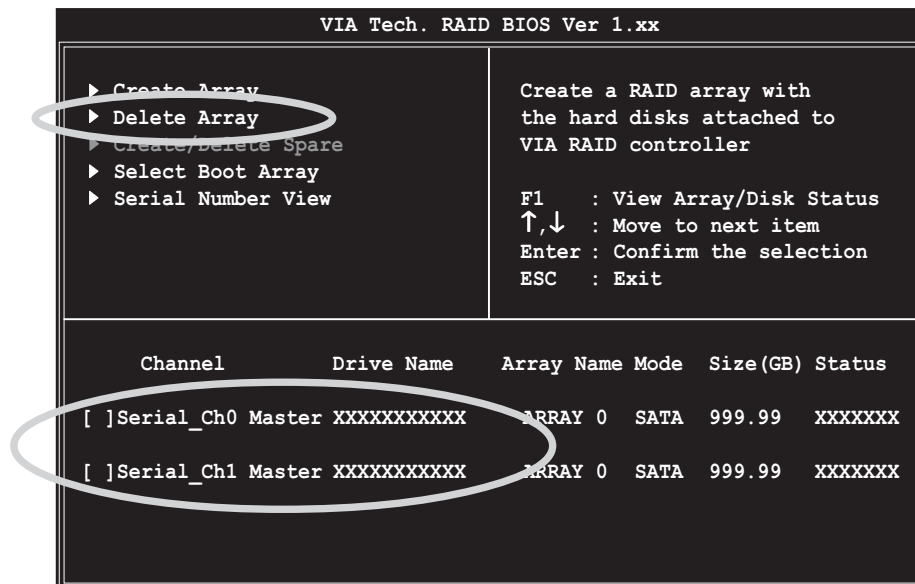 VIA Tech. RAID BIOS Ver 1.xx
Create Array
Delete Array
Create/Delete Spare
Select Boot Array
Serial Number View
Create a RAID array with
the hard disks attached to
VIA RAID controller
F1 : View Array/Disk Status
↑,↓ : Move to next item
Enter : Confirm the selection
ESC : Exit
Channel Drive Name Array Name Mode Size(GB) Status
[ ]Serial_Ch0 Master XXXXXXXXXXX ARRAY 0 SATA 999.99 XXXXXXX
[ ]Serial_Ch1 Master XXXXXXXXXXX ARRAY 0 SATA 999.99 XXXXXXX